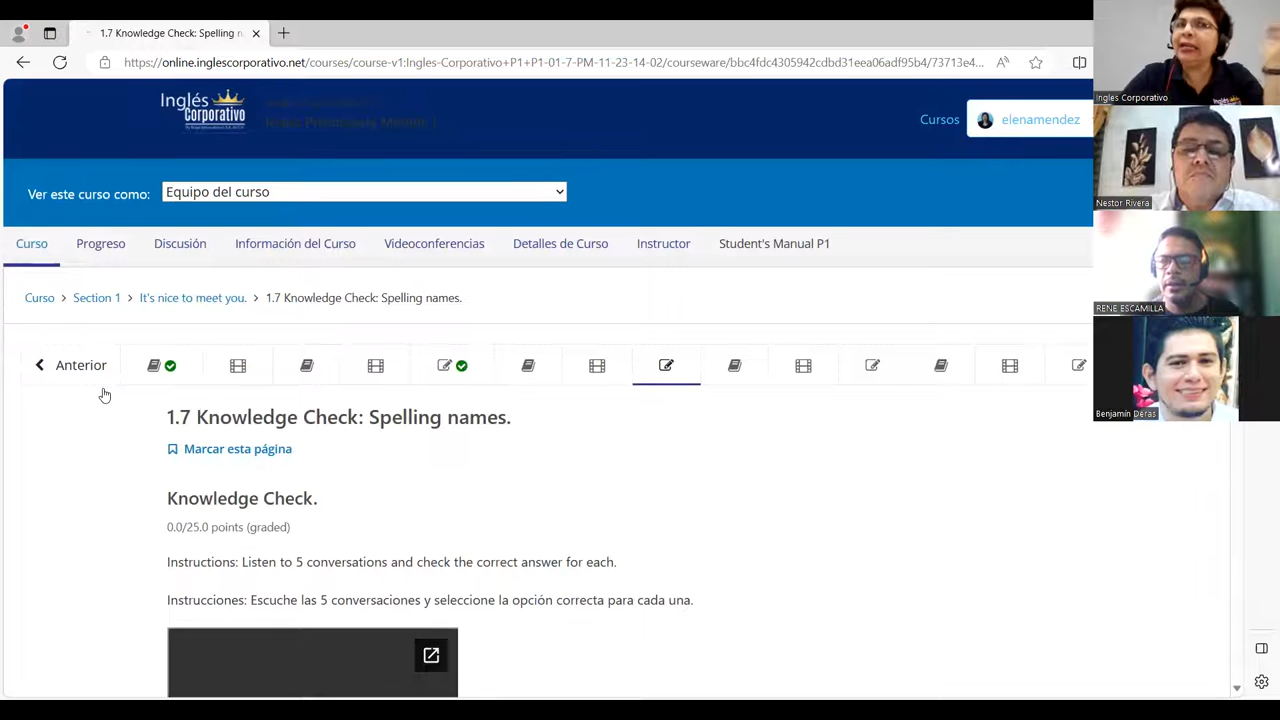 1.7 Knowledge Check: Spelling n
https://online.inglescorporativo.net/courses/course-v1:Ingles-Corporativo+P1+P1-01-7-PM-11-23-14-02/courseware/bbc4fdc4305942cdbd31eea06adf95b4/73713e4...
Inglés
Corporativo
Cursos
elenamendez
Ver este curso como:
Equipo del curso
Curso
Progreso
Discusión
Información del Curso
Videoconferencias
Detalles de Curso
Instructor
Student's Manual P1
Curso > Section 1 > It's nice to meet you. > 1.7 Knowledge Check: Spelling names.
Anterior
1.7 Knowledge Check: Spelling names.
Marcar esta página
Knowledge Check.
0.0/25.0 points (graded)
Instructions: Listen to 5 conversations and check the correct answer for each.
Instrucciones: Escuche las 5 conversaciones y seleccione la opción correcta para cada una.
Ingles Corporativo
Nestor Rivera
RENE ESCAMILLA
Benjamín Deras